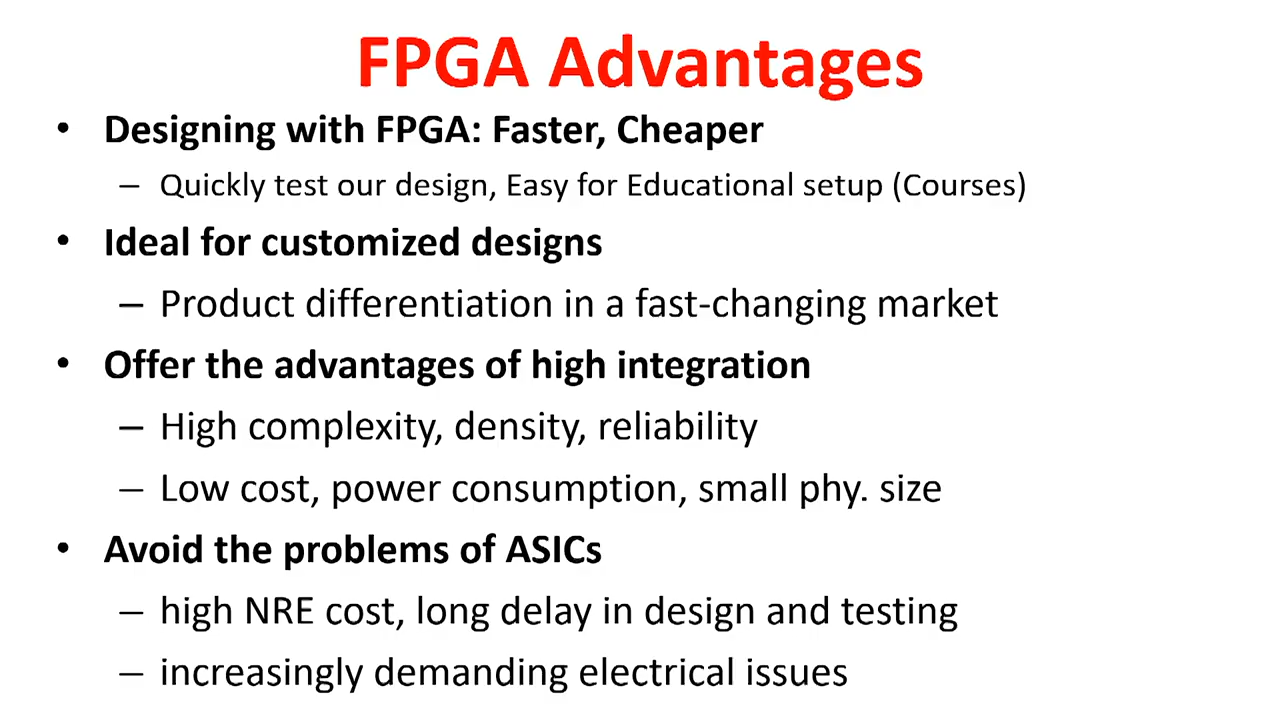 FPGA Advantages
• Designing with FPGA: Faster, Cheaper
– Quickly test our design, Easy for Educational setup (Courses)
• Ideal for customized designs
– Product differentiation in a fast-changing market
• Offer the advantages of high integration
– High complexity, density, reliability
– Low cost, power consumption, small phy. size
• Avoid the problems of ASICs
– high NRE cost, long delay in design and testing
– increasingly demanding electrical issues